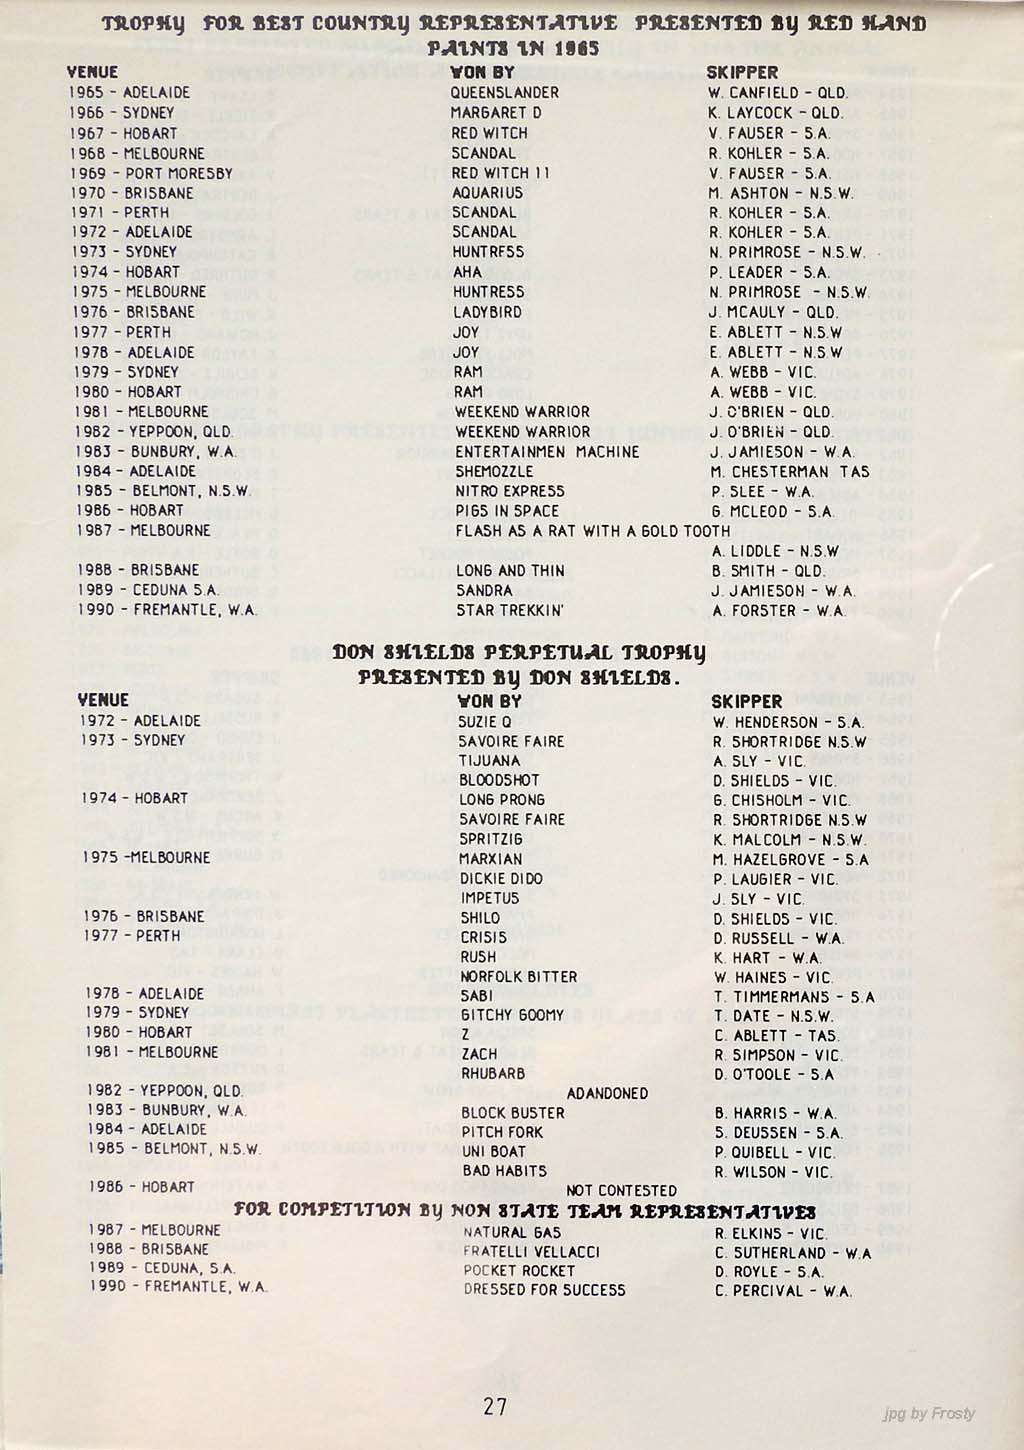 TROPHY FOR BEST COUNTRY REPRESENTATIVE PRESENTED BY RED HAND
PAINTS IN 1965
VENUE WON BY SKIPPER
1965 - ADELAIDE QUEENSLANDER W. CANFIELD - QLD.
1966 - SYDNEY MARGARET D K. LAYCOCK - QLD.
1967 - HOBART RED WITCH V. FAUSER - S.A.
1968 - MELBOURNE SCANDAL R. KOHLER - S.A.
1969 - PORT MORESBY RED WITCH 11 V. FAUSER - S.A.
1970 - BRISBANE AQUARIUS M. ASHTON - N.S.W.
1971 - PERTH SCANDAL R. KOHLER - S.A.
1972 - ADELAIDE SCANDAL R. KOHLER - S.A.
1973 - SYDNEY HUNTRESS N. PRIMROSE - N.S.W.
1974 - HOBART AHA P. LEADER - S.A.
1975 - MELBOURNE HUNTRESS N. PRIMROSE - N.S.W.
1976 - BRISBANE LADYBIRD J. MCAULY - QLD.
1977 - PERTH JOY E. ABLETT - N.S.W
1978 - ADELAIDE JOY E. ABLETT - N.S.W
1979 - SYDNEY RAM A. WEBB - VIC.
1980 - HOBART RAM A. WEBB - VIC.
1981 - MELBOURNE WEEKEND WARRIOR J. O'BRIEN - QLD.
1982 - YEPPOON, QLD. WEEKEND WARRIOR J. O'BRIEN - QLD.
1983 - BUNBURY, W.A. ENTERTAINMEN MACHINE J. JAMIESON - W.A.
1984 - ADELAIDE SHEMOZZLE M. CHESTERMAN TAS
1985 - BELMONT, N.S.W. NITRO EXPRESS P. SLEE - W.A.
1986 - HOBART PIGS IN SPACE G. MCLEOD - S.A.
1987 - MELBOURNE FLASH AS A RAT WITH A GOLD TOOTH
A. LIDDLE - N.S.W
1988 - BRISBANE LONG AND THIN B. SMITH - QLD.
1989 - CEDUNA S.A. SANDRA J. JAMIESON - W.A.
1990 - FREMANTLE, W.A. STAR TREKKIN' A. FORSTER - W.A.
DON SHIELDS PERPETUAL TROPHY
PRESENTED BY DON SHIELDS.
VENUE WON BY SKIPPER
1972 - ADELAIDE SUZIE Q W. HENDERSON - S.A.
1973 - SYDNEY SAVOIRE FAIRE R. SHORTRIDGE N.S.W
TIJUANA A. SLY - VIC.
BLOODSHOT D. SHIELDS - VIC.
1974 - HOBART LONG PRONG G. CHISHOLM - VIC.
SAVOIRE FAIRE R. SHORTRIDGE N.S.W
SPRITZIG K. MALCOLM - N.S.W.
1975 -MELBOURNE MARXIAN M. HAZELGROVE - S.A
DICKIE DIDO P. LAUGIER - VIC.
IMPETUS J. SLY - VIC.
1976 - BRISBANE SHILO D. SHIELDS - VIC.
1977 - PERTH CRISIS D. RUSSELL - W.A.
RUSH K. HART - W.A.
NORFOLK BITTER W. HAINES - VIC.
1978 - ADELAIDE SABI T. TIMMERMANS - S.A
1979 - SYDNEY GITCHY GOOMY T. DATE - N.S.W.
1980 - HOBART Z C. ABLETT - TAS.
1981 - MELBOURNE ZACH R. SIMPSON - VIC.
RHUBARB D. O'TOOLE - S.A
1982 - YEPPOON, QLD. ADANDONED
1983 - BUNBURY, W.A. BLOCK BUSTER B. HARRIS - W.A.
1984 - ADELAIDE PITCH FORK S. DEUSSEN - S.A.
1985 - BELMONT, N.S.W. UNI BOAT P. QUIBELL - VIC.
BAD HABITS R. WILSON - VIC.
1986 - HOBART NOT CONTESTED
FOR COMPETITION BY NON STATE TEAM REPRESENTATIVES
1987 - MELBOURNE NATURAL GAS R. ELKINS - VIC.
1988 - BRISBANE FRATELLI VELLACCI C. SUTHERLAND - W.A
1989 - CEDUNA, S.A. POCKET ROCKET D. ROYLE - S.A.
1990 - FREMANTLE, W.A. DRESSED FOR SUCCESS C. PERCIVAL - W.A.
27
jpg by Frosty